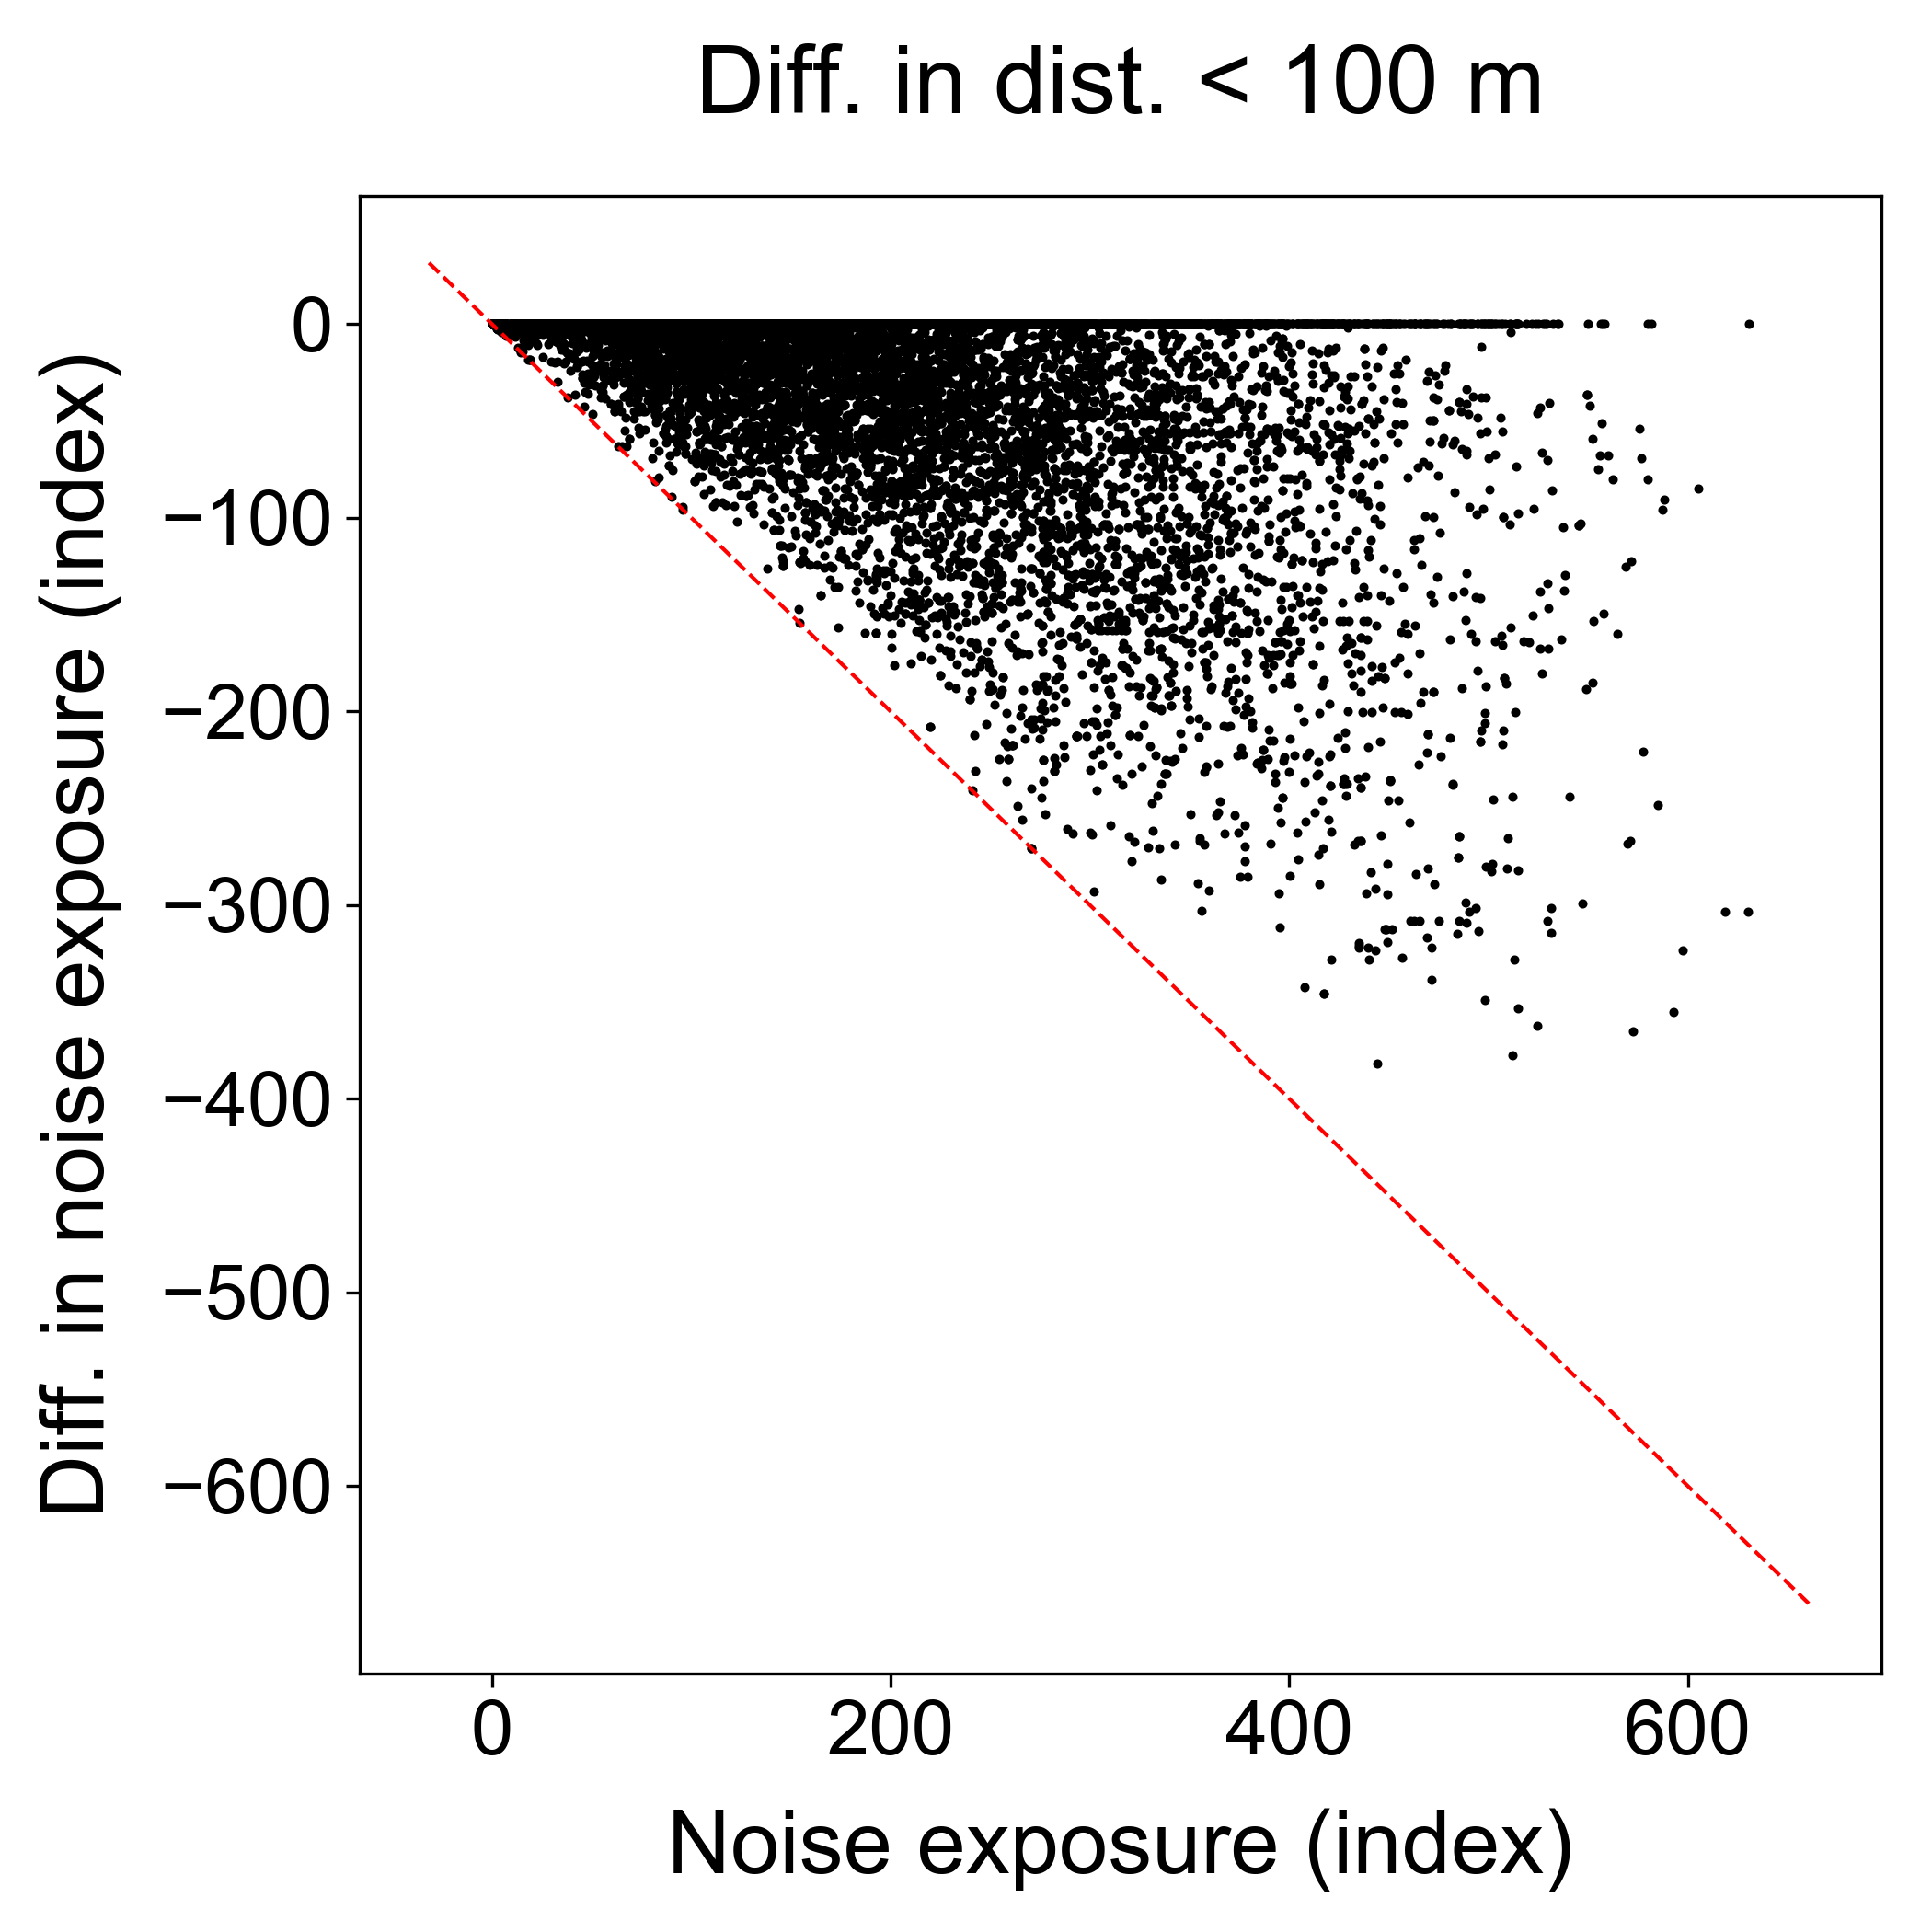 Diff. in dist. < 100 m
Diff. in noise exposure (index)
0
−100
−200
−300
−400
−500
−600
0 200 400 600
Noise exposure (index)